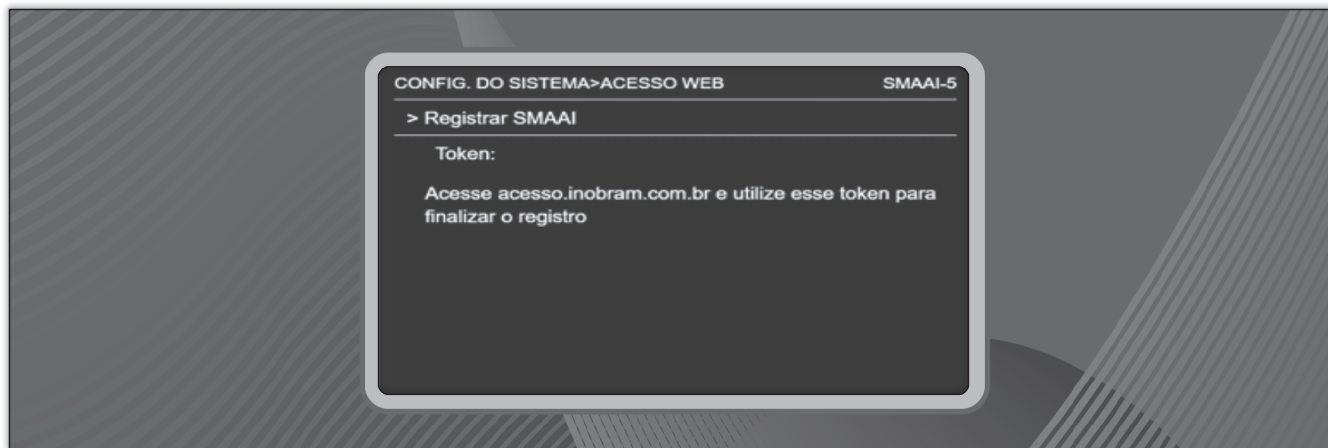 CONFIG. DO SISTEMA>ACESSO WEB SMAAI-5
> Registrar SMAAI
Token:
Acesse acesso.inobram.com.br e utilize esse token para
finalizar o registro